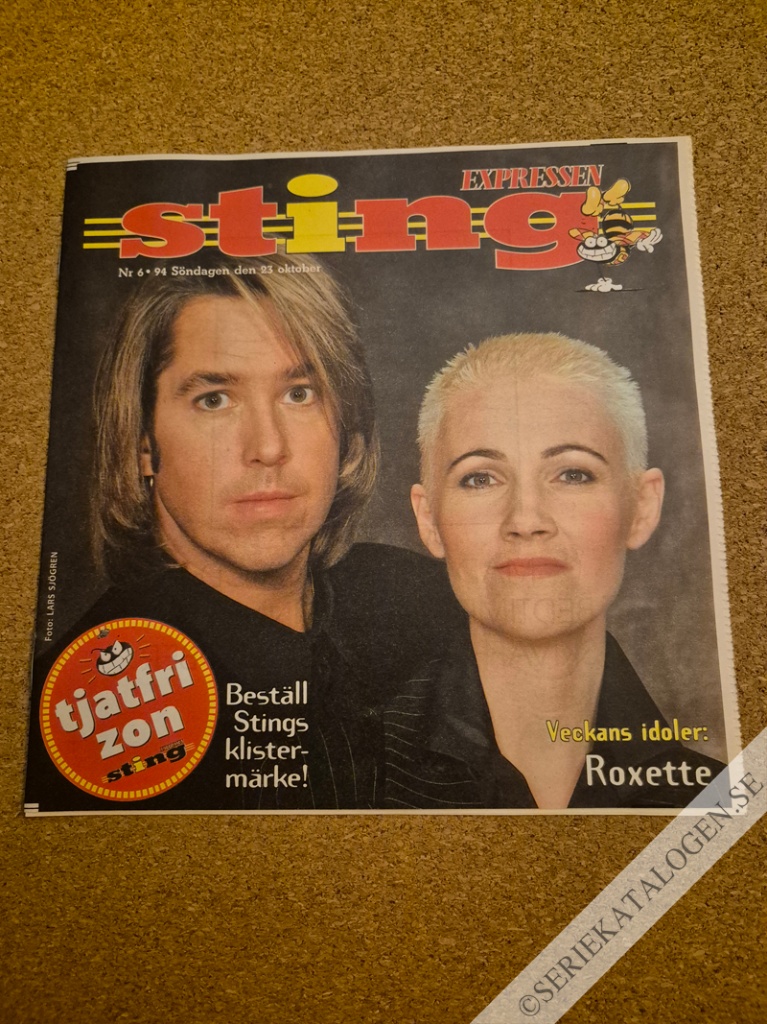 EXPRESSEN
sting
Nr 6 • 94 Söndagen den 23 oktober
Foto: LARS SJÖGREN
tjatfri
zon
sting
Beställ
Stings
klister-
märke!
Veckans idoler:
Roxette
©SERIEKATALOGEN.SE